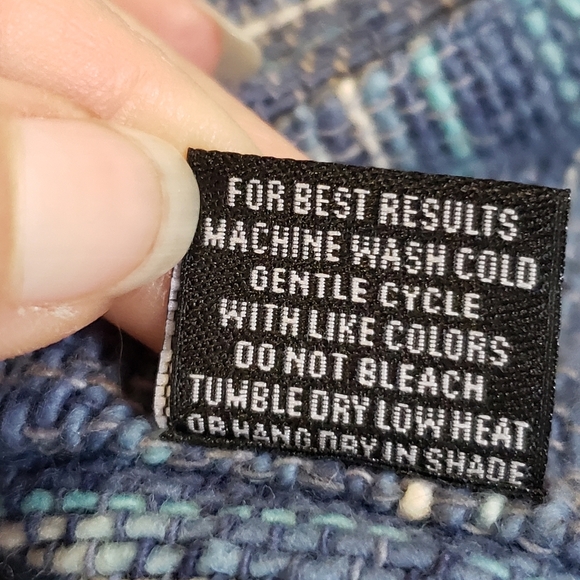 FOR BEST RESULTS
MACHINE WASH COLD
GENTLE CYCLE
WITH LIKE COLORS
DO NOT BLEACH
TUMBLE DRY LOW HEAT
OR HANG DRY IN SHADE